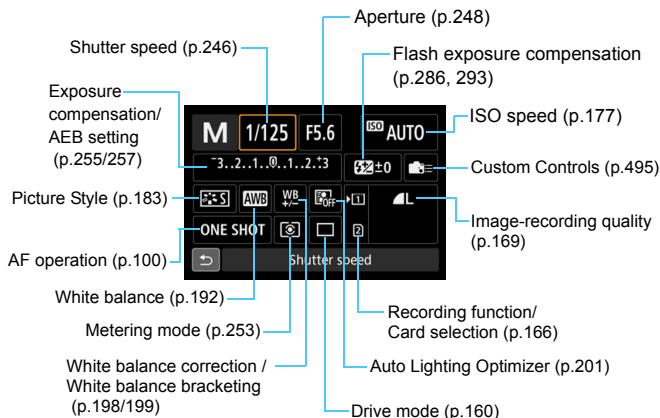 Aperture (p.248)
Shutter speed (p.246)
Flash exposure compensation
(p.286, 293)
Exposure
compensation/
AEB setting
(p.255/257)
ISO speed (p.177)
M 1/125 F5.6 ISO AUTO
-3..2..1..0..1..2..+3 ±0
Custom Controls (p.495)
Picture Style (p.183)
S AWB WB +/- OFF 1 L
Image-recording quality
(p.169)
ONE SHOT 2
AF operation (p.100)
Shutter speed
White balance (p.192)
Recording function/
Card selection (p.166)
Metering mode (p.253)
White balance correction /
White balance bracketing
(p.198/199)
Auto Lighting Optimizer (p.201)
Drive mode (p.160)